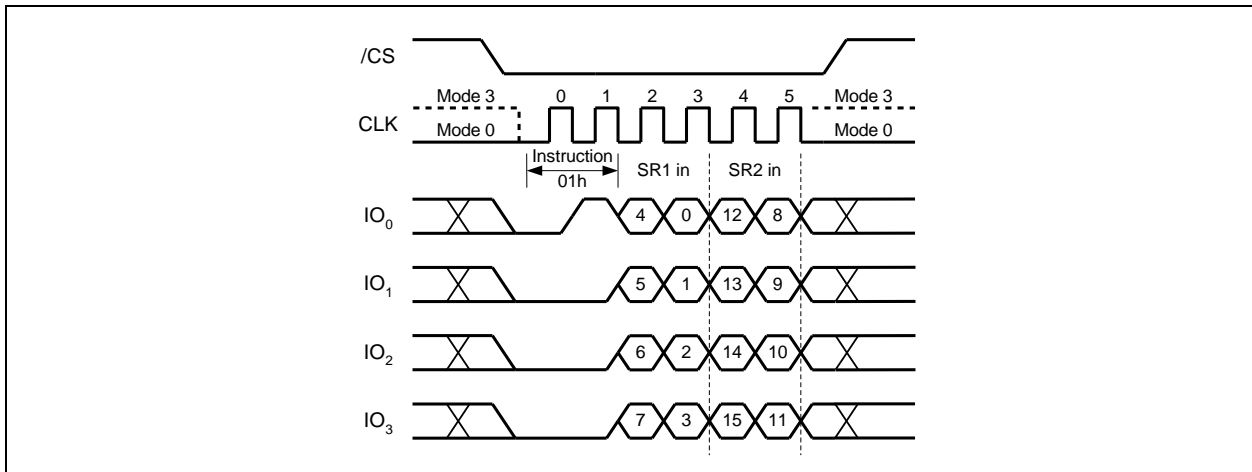 /CS
Mode 3 0 1 2 3 4 5 Mode 3
CLK
Mode 0 Mode 0
Instruction SR1 in SR2 in
01h
IO0 4 0 12 8
IO1 5 1 13 9
IO2 6 2 14 10
IO3 7 3 15 11